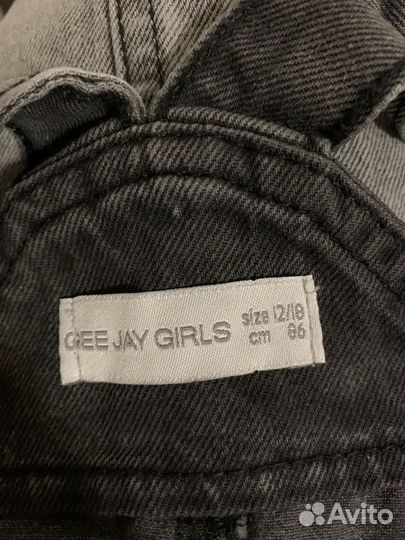 GEE JAY GIRLS size 12/18
cm 86
Avito